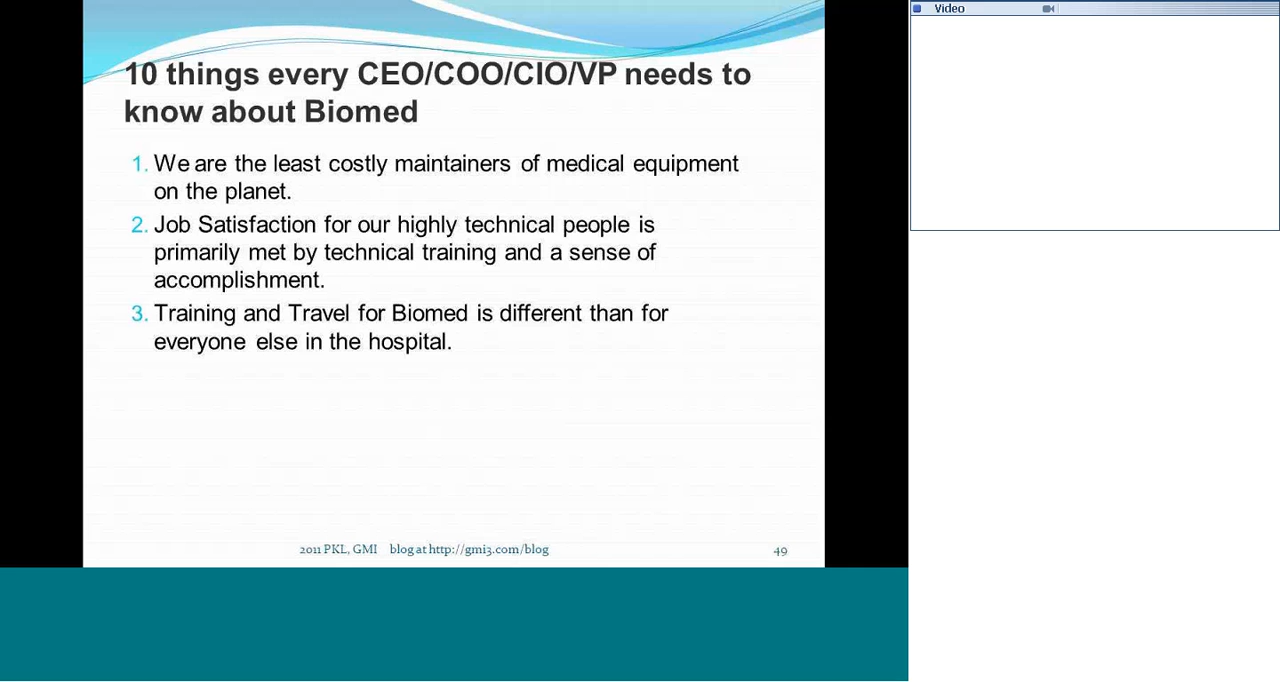 Video
10 things every CEO/COO/CIO/VP needs to
know about Biomed
1. We are the least costly maintainers of medical equipment
on the planet.
2. Job Satisfaction for our highly technical people is
primarily met by technical training and a sense of
accomplishment.
3. Training and Travel for Biomed is different than for
everyone else in the hospital.
2011 PKL, GMI blog at http://gmi3.com/blog
49